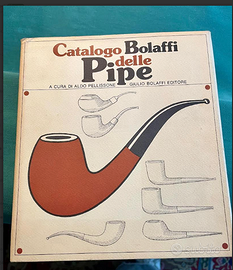 Catalogo Bolaffi
delle
Pipe
A CURA DI ALDO PELLISSONE GIULIO BOLAFFI EDITORE